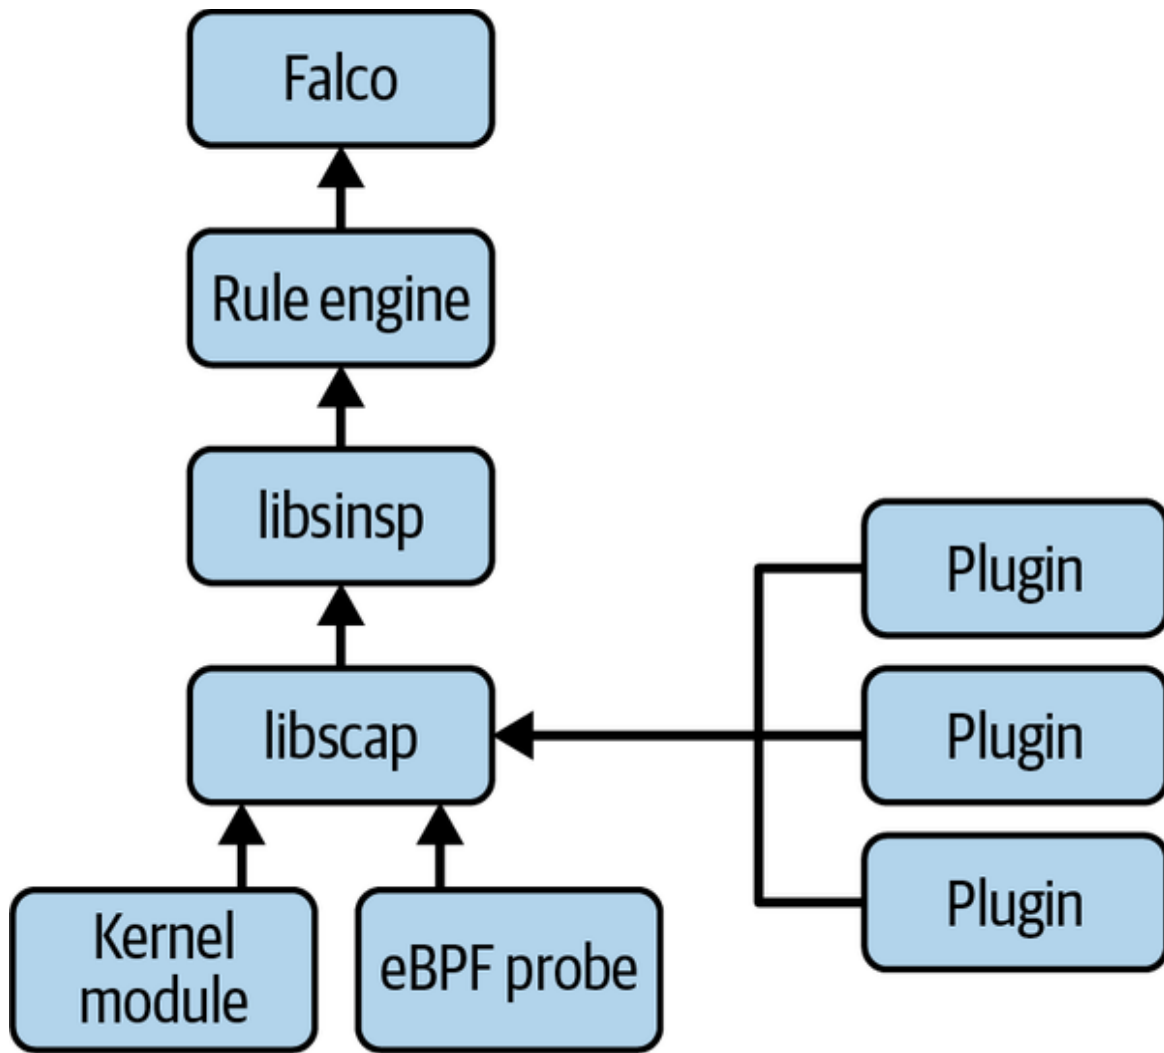 Falco
Rule engine
libsinsp
Plugin
libscap
Plugin
Kernel
module
eBPF probe
Plugin